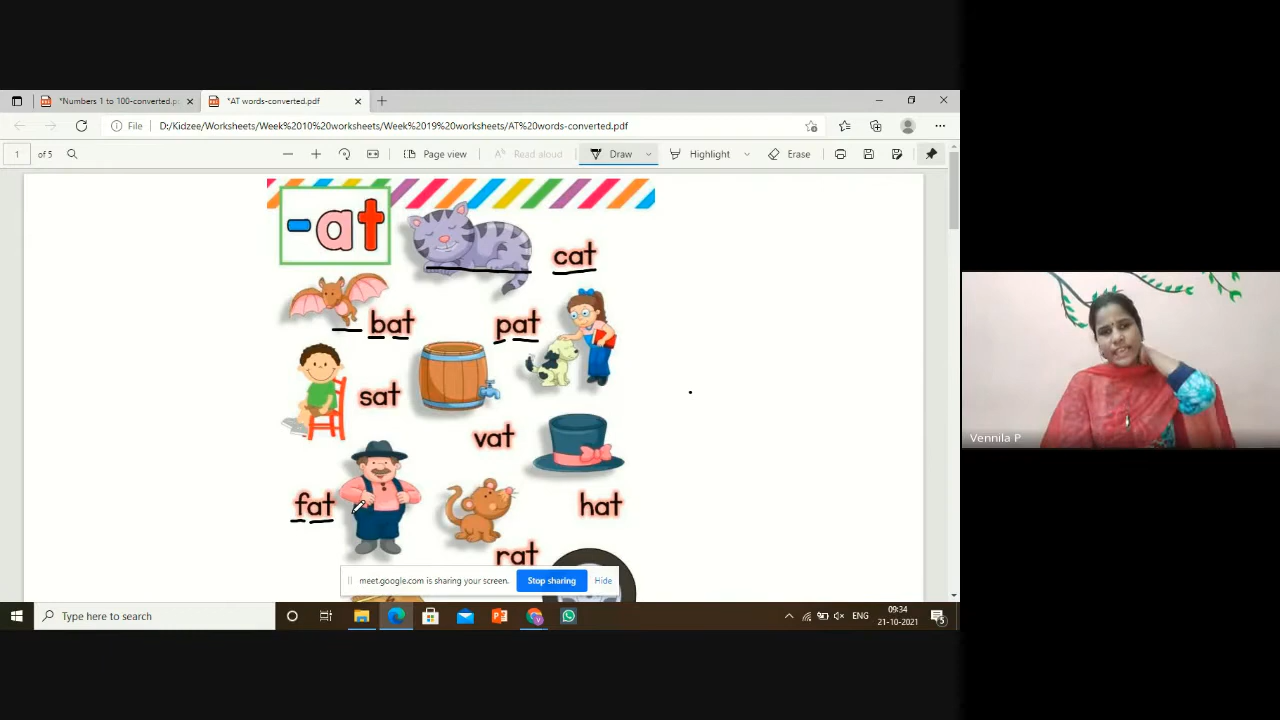 *Numbers 1 to 100-converted.p
*AT words-converted.pdf
File D:/Kidzee/Worksheets/Week%2010%20worksheets/Week%2019%20worksheets/AT%20words-converted.pdf
1 of 5 Page view Read aloud Draw Highlight Erase
-at
cat
bat pat
sat
vat
fat hat
rat
meet.google.com is sharing your screen. Stop sharing Hide
Type here to search
ENG 09:34
21-10-2021
5
Vennila P